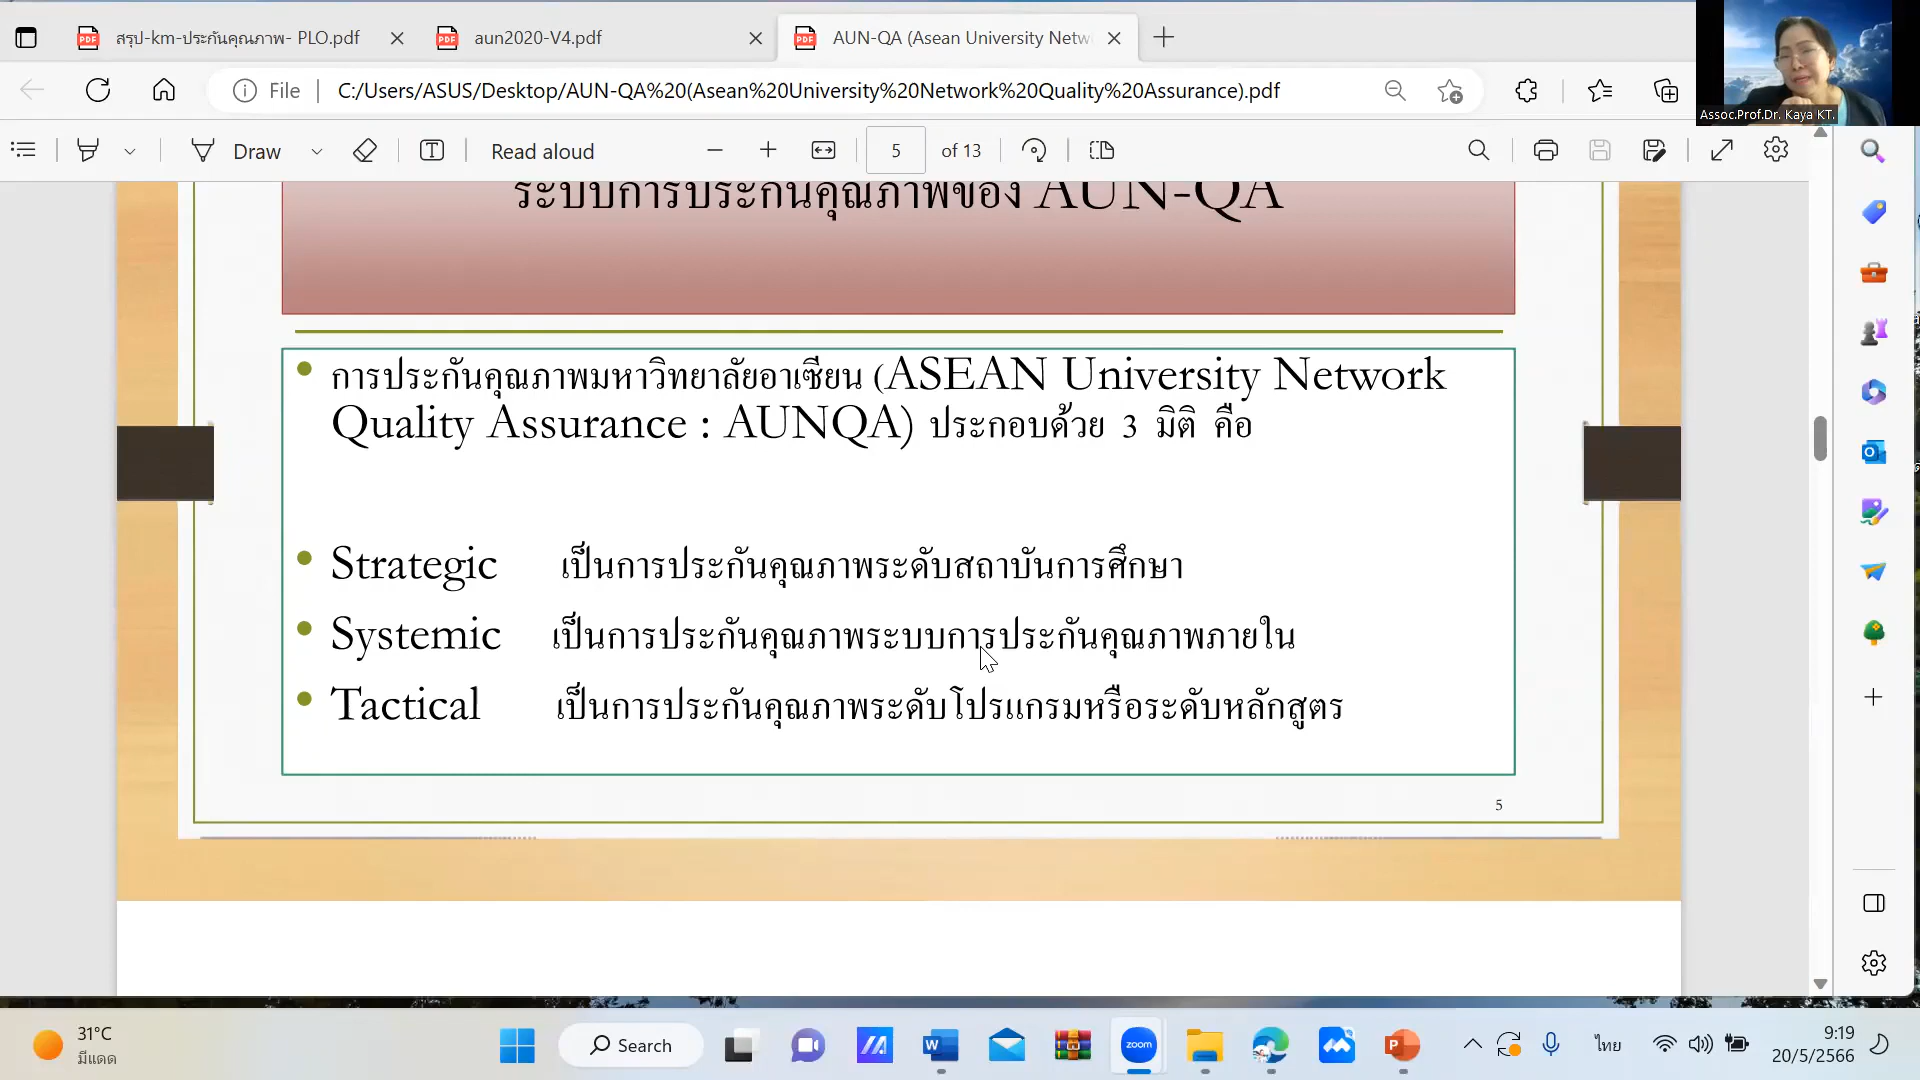 สรุป-km-ประกันคุณภาพ- PLO.pdf
aun2020-V4.pdf
AUN-QA (Asean University Netw
File
C:/Users/ASUS/Desktop/AUN-QA%20(Asean%20University%20Network%20Quality%20Assurance).pdf
Assoc.Prof.Dr. Kaya KT.
Draw
Read aloud
5
of 13
ระบบการประกันคุณภาพของ AUN-QA
การประกันคุณภาพมหาวิทยาลัยอาเซียน (ASEAN University Network
Quality Assurance : AUNQA) ประกอบด้วย 3 มิติ คือ
Strategic เป็นการประกันคุณภาพระดับสถาบันการศึกษา
Systemic เป็นการประกันคุณภาพระบบการประกันคุณภาพภายใน
Tactical เป็นการประกันคุณภาพระดับโปรแกรมหรือระดับหลักสูตร
5
31°C
มีแดด
Search
zoom
ไทย
9:19
20/5/2566